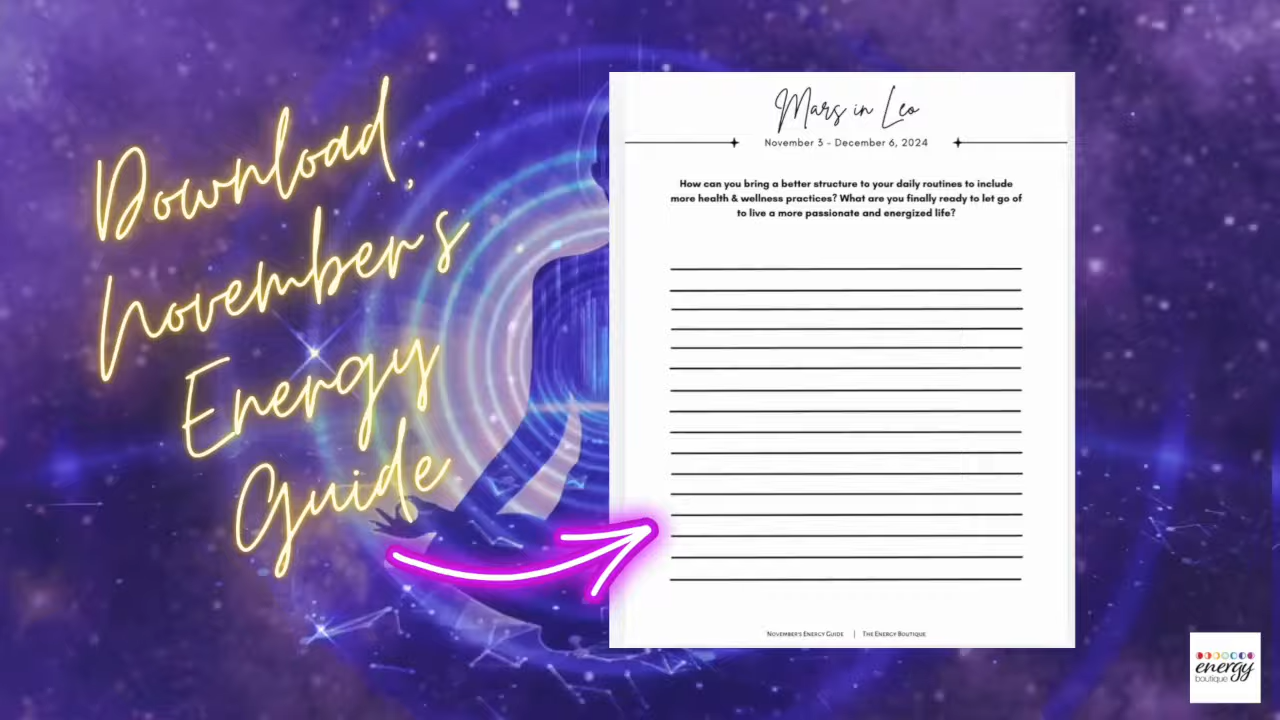 Download
November's
Energy
Guide
Mars in Leo
November 3 - December 6, 2024
How can you bring a better structure to your daily routines to include
more health & wellness practices? What are you finally ready to let go of
to live a more passionate and energized life?
November's Energy Guide | The Energy Boutique
energy
boutique